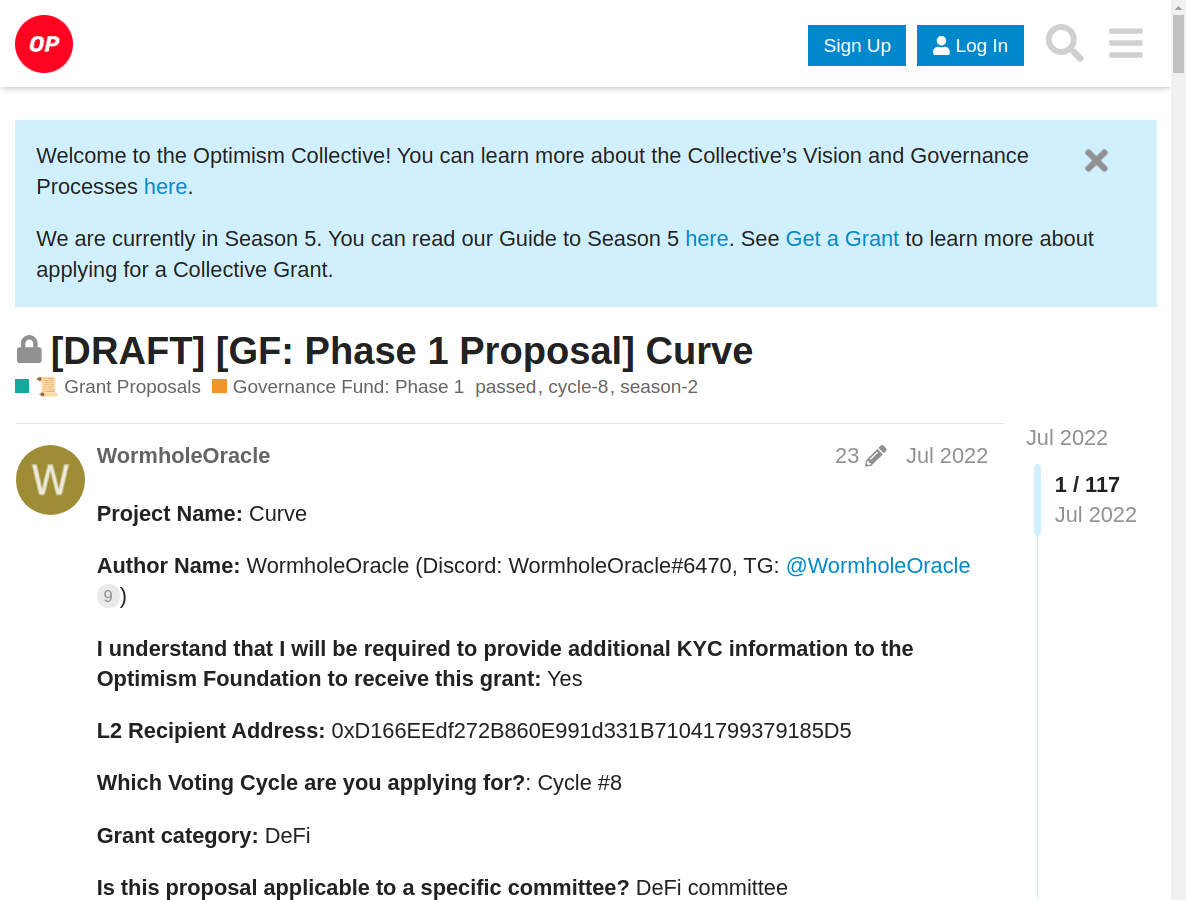 OP
Sign Up
Log In
Welcome to the Optimism Collective! You can learn more about the Collective’s Vision and Governance
Processes here.
We are currently in Season 5. You can read our Guide to Season 5 here. See Get a Grant to learn more about
applying for a Collective Grant.
[DRAFT] [GF: Phase 1 Proposal] Curve
Grant Proposals Governance Fund: Phase 1 passed, cycle-8, season-2
W
WormholeOracle 23 Jul 2022
Jul 2022
1 / 117
Jul 2022
Project Name: Curve
Author Name: WormholeOracle (Discord: WormholeOracle#6470, TG: @WormholeOracle
9)
I understand that I will be required to provide additional KYC information to the
Optimism Foundation to receive this grant: Yes
L2 Recipient Address: 0xD166EEdf272B860E991d331B71041799379185D5
Which Voting Cycle are you applying for?: Cycle #8
Grant category: DeFi
Is this proposal applicable to a specific committee? DeFi committee